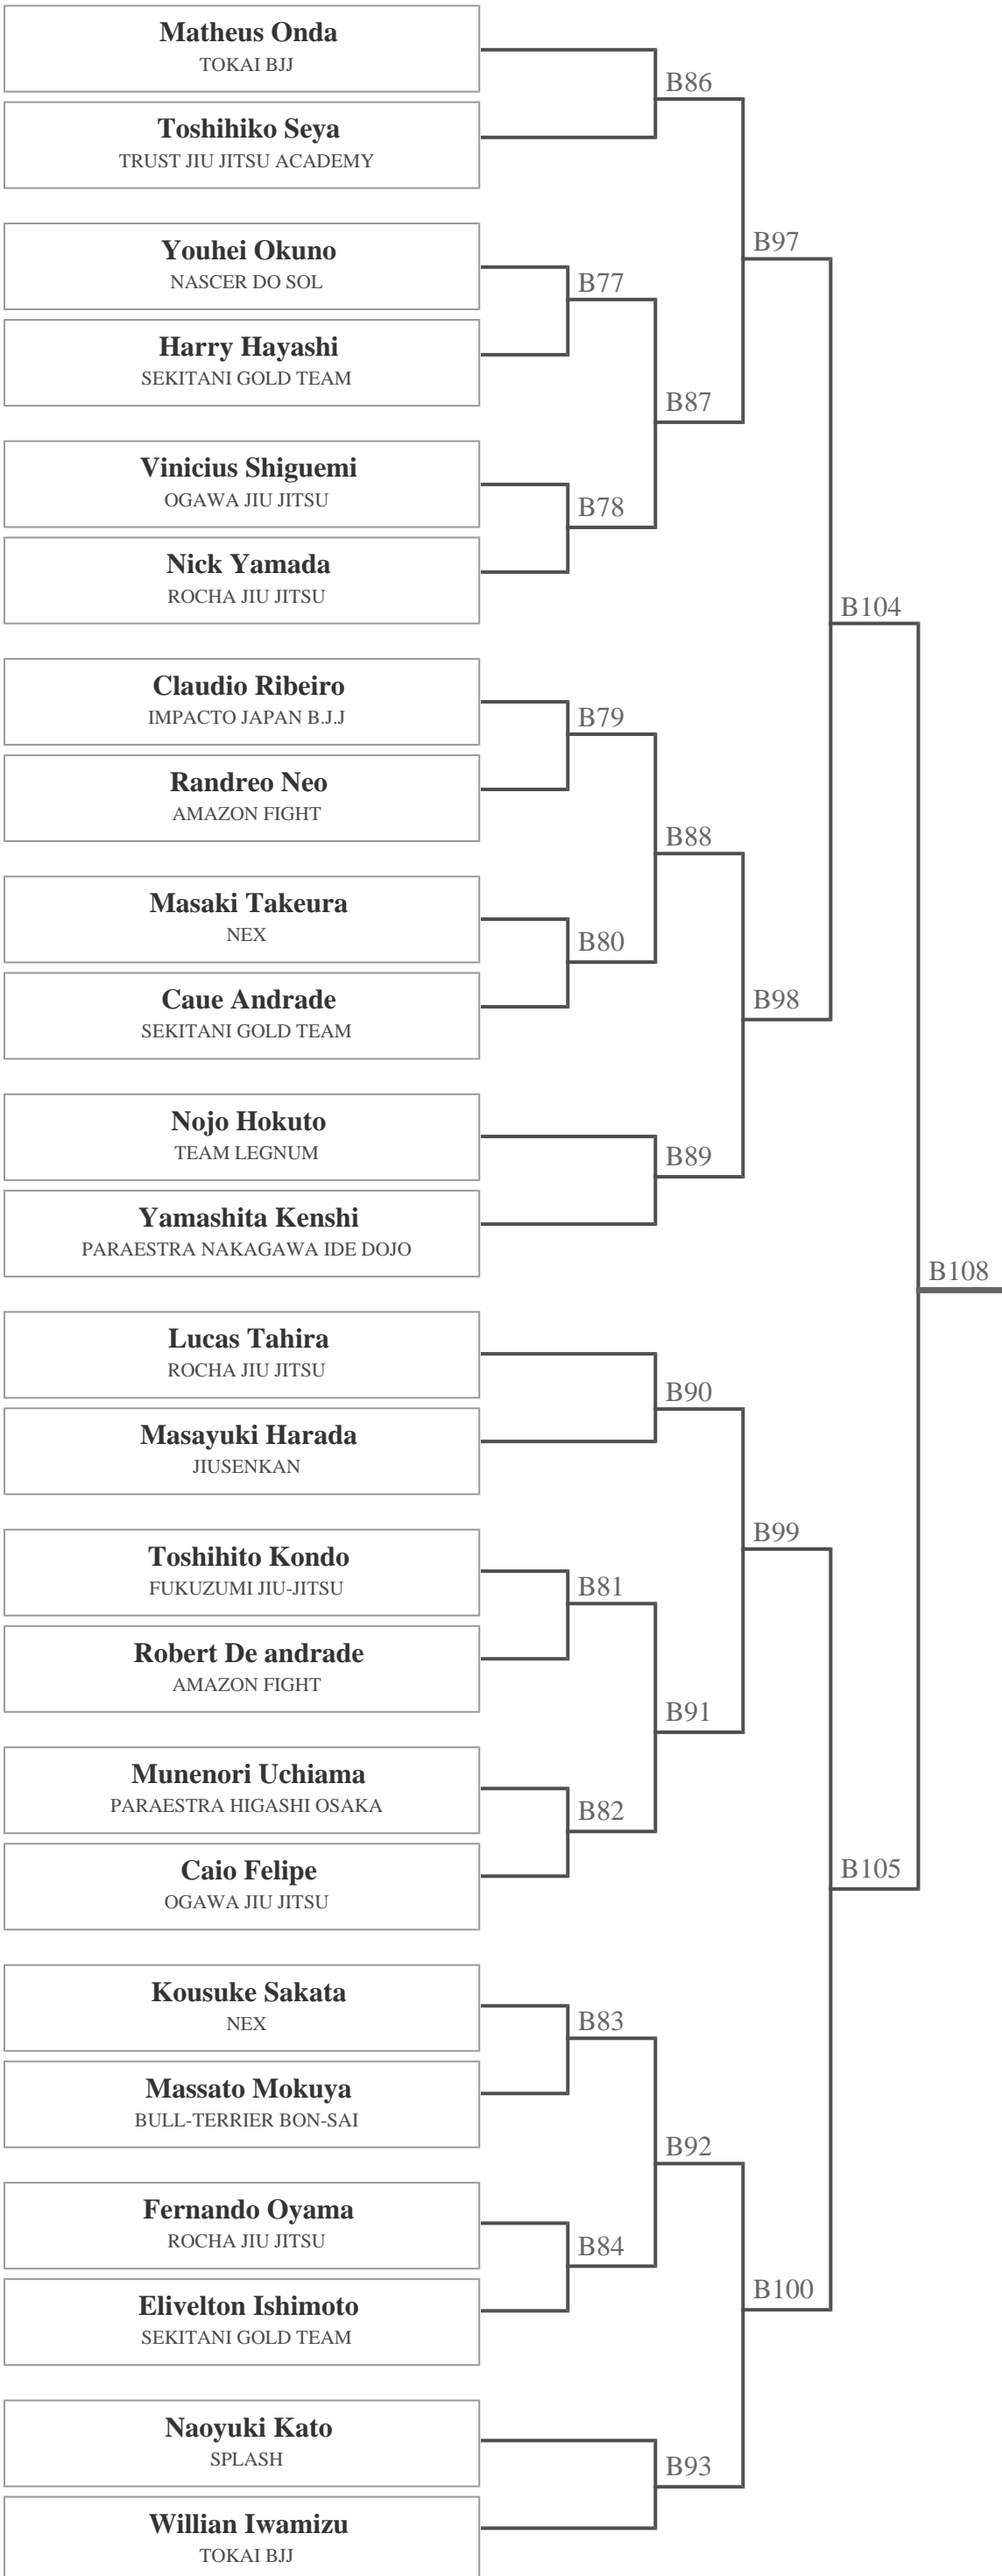 Matheus Onda
TOKAI BJJ
B86
Toshihiko Seya
TRUST JIU JITSU ACADEMY
B97
Youhei Okuno
NASCER DO SOL
B77
Harry Hayashi
SEKITANI GOLD TEAM
B87
Vinicius Shiguemi
OGAWA JIU JITSU
B78
Nick Yamada
ROCHA JIU JITSU
B104
Claudio Ribeiro
IMPACTO JAPAN B.J.J
B79
Randreo Neo
AMAZON FIGHT
B88
Masaki Takeura
NEX
B80
Caue Andrade
SEKITANI GOLD TEAM
B98
Nojo Hokuto
TEAM LEGNUM
B89
Yamashita Kenshi
PARAESTRA NAKAGAWA IDE DOJO
B108
Lucas Tahira
ROCHA JIU JITSU
B90
Masayuki Harada
JIUSENKAN
B99
Toshihito Kondo
FUKUZUMI JIU-JITSU
B81
Robert De andrade
AMAZON FIGHT
B91
Munenori Uchiama
PARAESTRA HIGASHI OSAKA
B82
Caio Felipe
OGAWA JIU JITSU
B105
Kousuke Sakata
NEX
B83
Massato Mokuya
BULL-TERRIER BON-SAI
B92
Fernando Oyama
ROCHA JIU JITSU
B84
Elivelton Ishimoto
SEKITANI GOLD TEAM
B100
Naoyuki Kato
SPLASH
B93
Willian Iwamizu
TOKAI BJJ